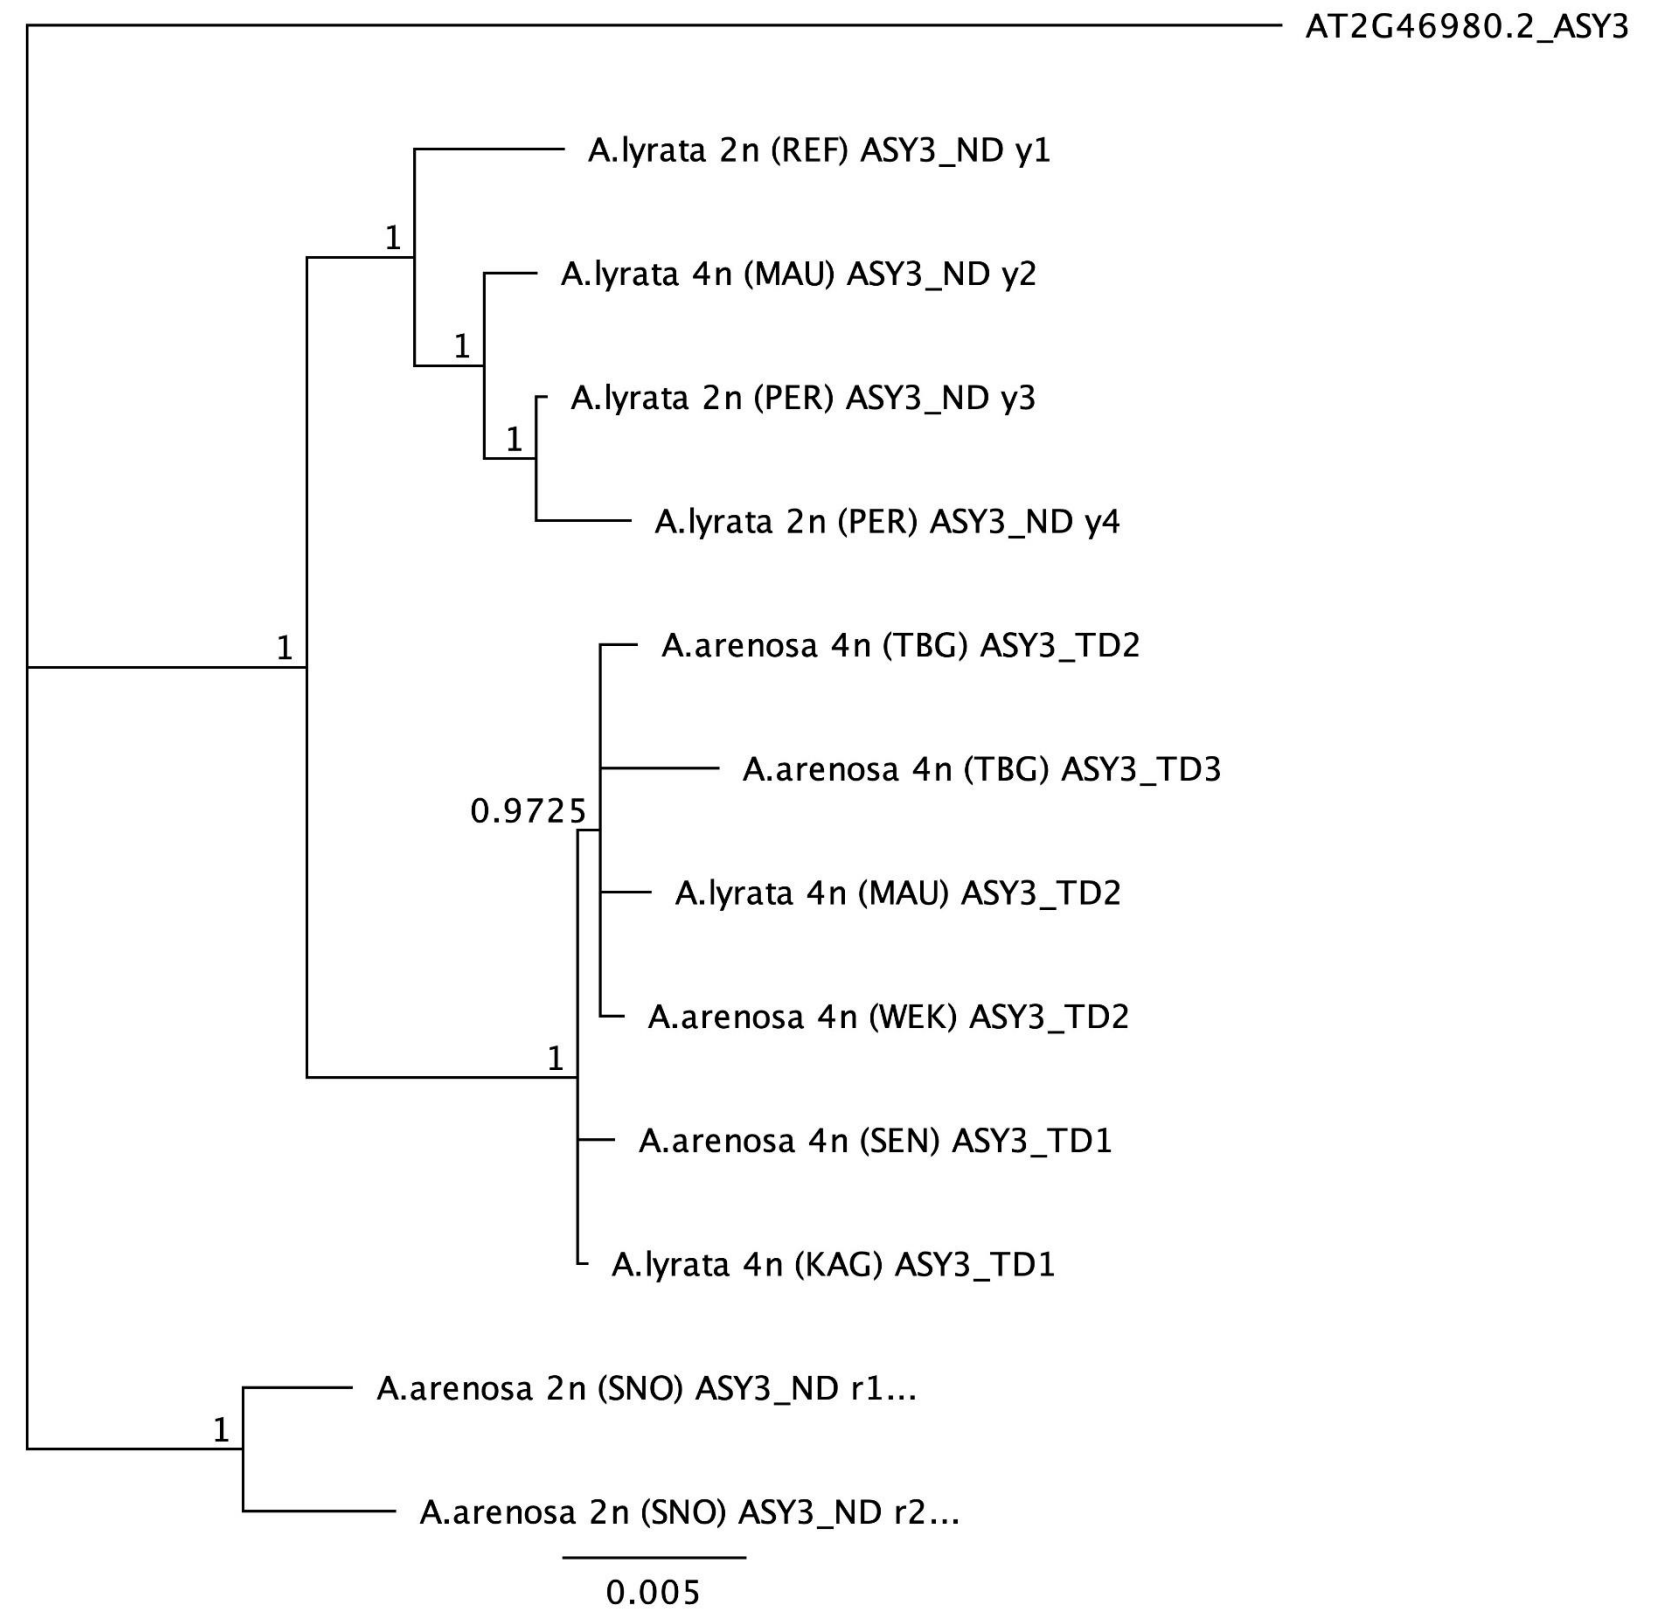 AT2G46980.2_ASY3
A.lyrata 2n (REF) ASY3_ND y1
1
A.lyrata 4n (MAU) ASY3_ND y2
1
A.lyrata 2n (PER) ASY3_ND y3
1
A.lyrata 2n (PER) ASY3_ND y4
1
A.arenosa 4n (TBG) ASY3_TD2
A.arenosa 4n (TBG) ASY3_TD3
0.9725
A.lyrata 4n (MAU) ASY3_TD2
A.arenosa 4n (WEK) ASY3_TD2
1
A.arenosa 4n (SEN) ASY3_TD1
A.lyrata 4n (KAG) ASY3_TD1
A.arenosa 2n (SNO) ASY3_ND r1...
1
A.arenosa 2n (SNO) ASY3_ND r2...
0.005